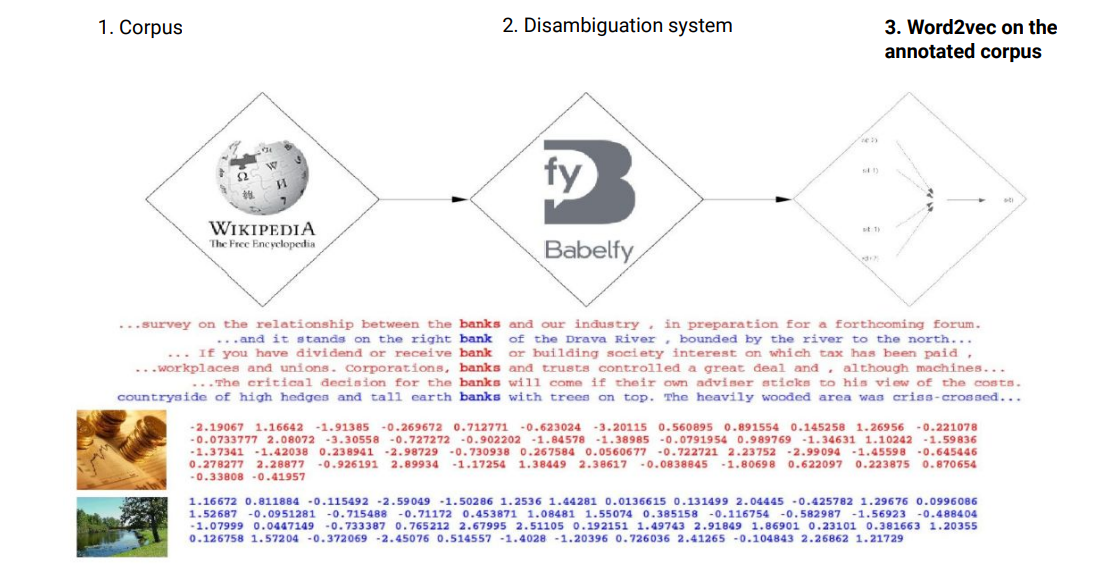 1. Corpus
2. Disambiguation system
3. Word2vec on the
annotated corpus
Ω W И 7
WIKIPEDIA
The Free Encyclopedia
fy B
Babelfy
...survey on the relationship between the banks and our industry , in preparation for a forthcoming forum.
...and it stands on the right bank of the Drava River , bounded by the river to the north...
... If you have dividend or receive bank or building society interest on which tax has been paid ,
...workplaces and unions. Corporations, banks and trusts controlled a great deal and , although machines...
...The critical decision for the banks will come if their own adviser sticks to his view of the costs.
countryside of high hedges and tall earth banks with trees on top. The heavily wooded area was criss-crossed...
-2.19067 1.16642 -1.91385 -0.269672 0.712771 -0.623024 -3.20115 0.560895 0.891554 0.145258 1.26956 -0.221078
-0.0733777 2.08072 -3.30558 -0.727272 -0.902202 -1.84578 -1.38985 -0.0791954 0.989769 -1.34631 1.10242 -1.59836
-1.37341 -1.42038 0.238941 -2.98729 -0.730938 0.267584 0.0560677 -0.722721 2.23752 -2.99094 -1.45598 -0.645446
0.278277 2.28877 -0.926191 2.89934 -1.17254 1.38449 2.38617 -0.0838845 -1.80698 0.622097 0.223875 0.870654
-0.33808 -0.41957
1.16672 0.811884 -0.115492 -2.59049 -1.50286 1.2536 1.44281 0.0136615 0.131499 2.04445 -0.425782 1.29676 0.0996086
1.52687 -0.0951281 -0.715488 -0.71172 0.453871 1.08481 1.55074 0.385158 -0.116754 -0.582987 -1.56923 -0.488404
-1.07999 0.0447149 -0.733387 0.765212 2.67995 2.51105 0.192151 1.49743 2.91849 1.86901 0.23101 0.381663 1.20355
0.126758 1.57204 -0.372069 -2.45076 0.514557 -1.4028 -1.20396 0.726036 2.41265 -0.104843 2.26862 1.21729